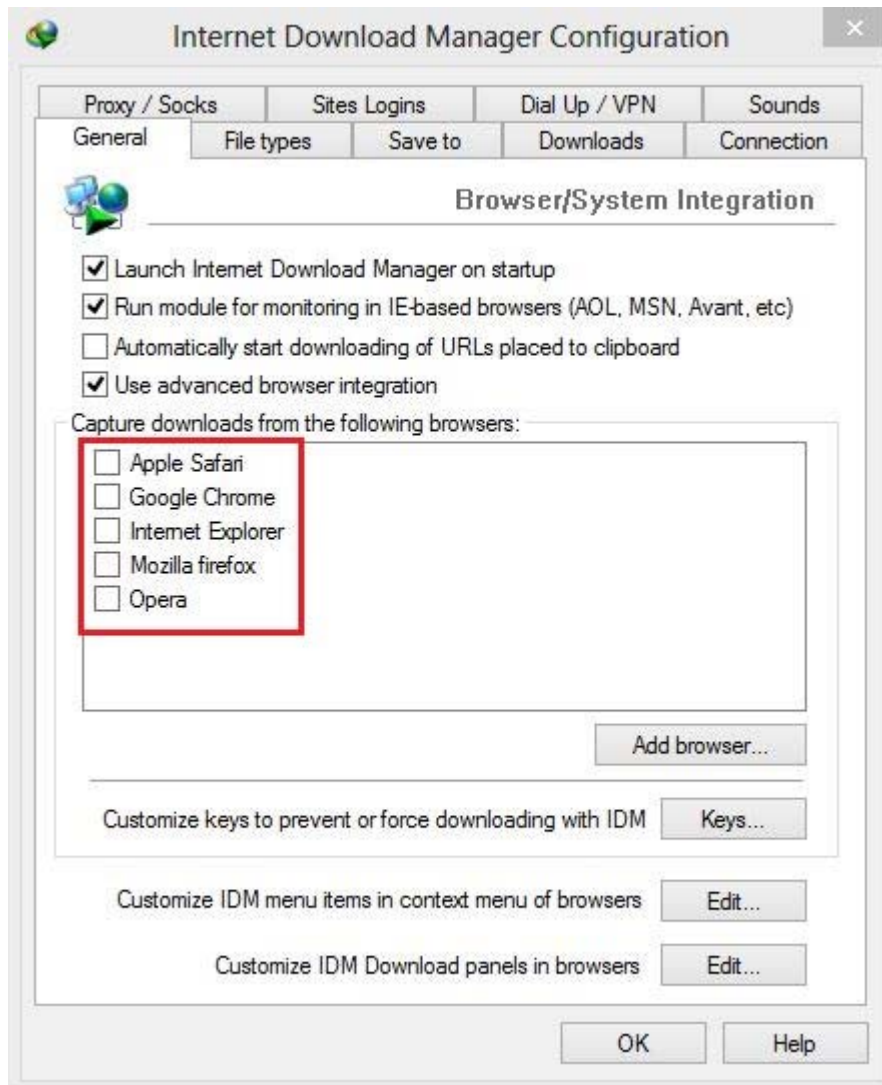 Internet Download Manager Configuration
Proxy / Socks Sites Logins Dial Up / VPN Sounds
General File types Save to Downloads Connection
Browser/System Integration
Launch Internet Download Manager on startup
Run module for monitoring in IE-based browsers (AOL, MSN, Avant, etc)
Automatically start downloading of URLs placed to clipboard
Use advanced browser integration
Capture downloads from the following browsers:
Apple Safari
Google Chrome
Internet Explorer
Mozilla firefox
Opera
Add browser...
Customize keys to prevent or force downloading with IDM Keys...
Customize IDM menu items in context menu of browsers Edit...
Customize IDM Download panels in browsers Edit...
OK Help